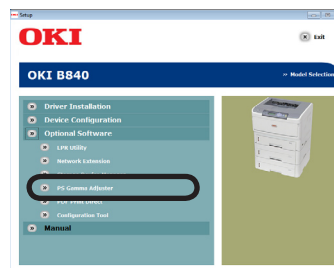 Setup
OKI
Exit
OKI B840
Model Selection
Driver Installation
Device Configuration
Optional Software
LPR Utility
Network Extension
PS Gamma Adjuster
PDF Print Direct
Configuration Tool
Manual